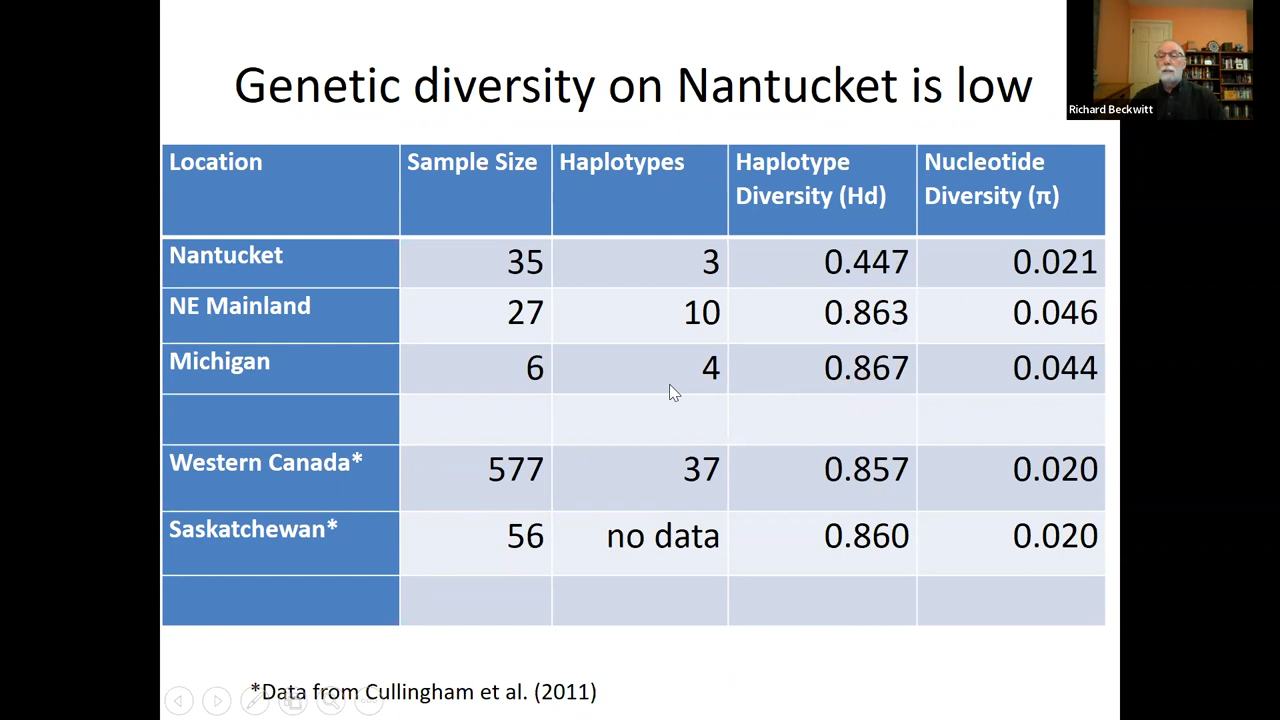 Genetic diversity on Nantucket is low
Richard Beckwitt
Location Sample Size Haplotypes Haplotype Diversity (Hd) Nucleotide Diversity (π)
Nantucket 35 3 0.447 0.021
NE Mainland 27 10 0.863 0.046
Michigan 6 4 0.867 0.044
Western Canada* 577 37 0.857 0.020
Saskatchewan* 56 no data 0.860 0.020
*Data from Cullingham et al. (2011)